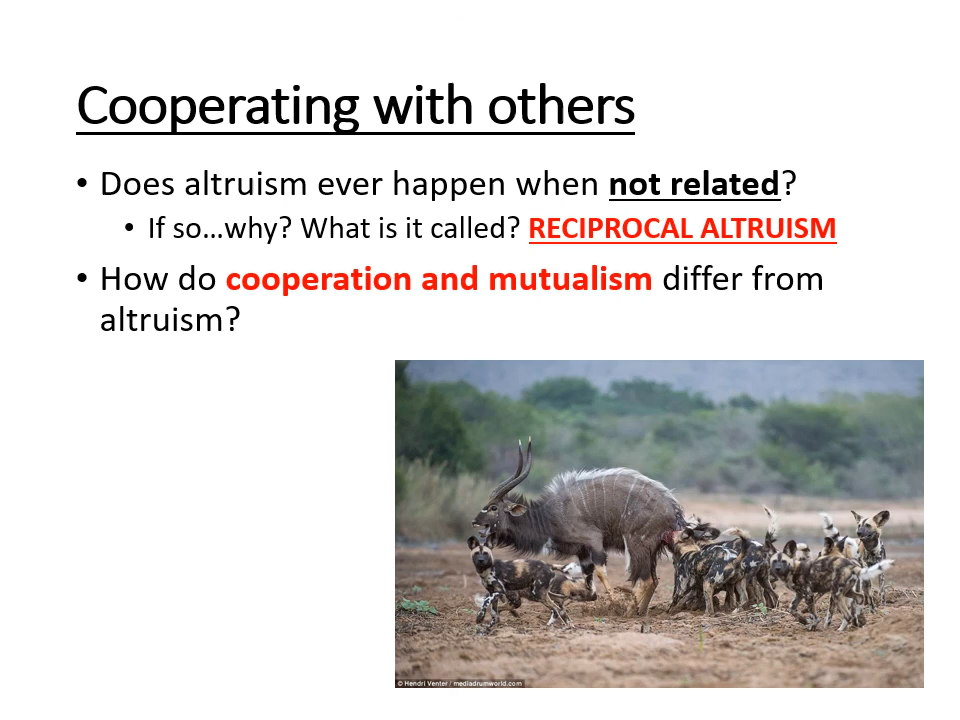 Cooperating with others
• Does altruism ever happen when not related?
• If so…why? What is it called? RECIPROCAL ALTRUISM
• How do cooperation and mutualism differ from
altruism?
© Hendri Venter / mediadrumworld.com